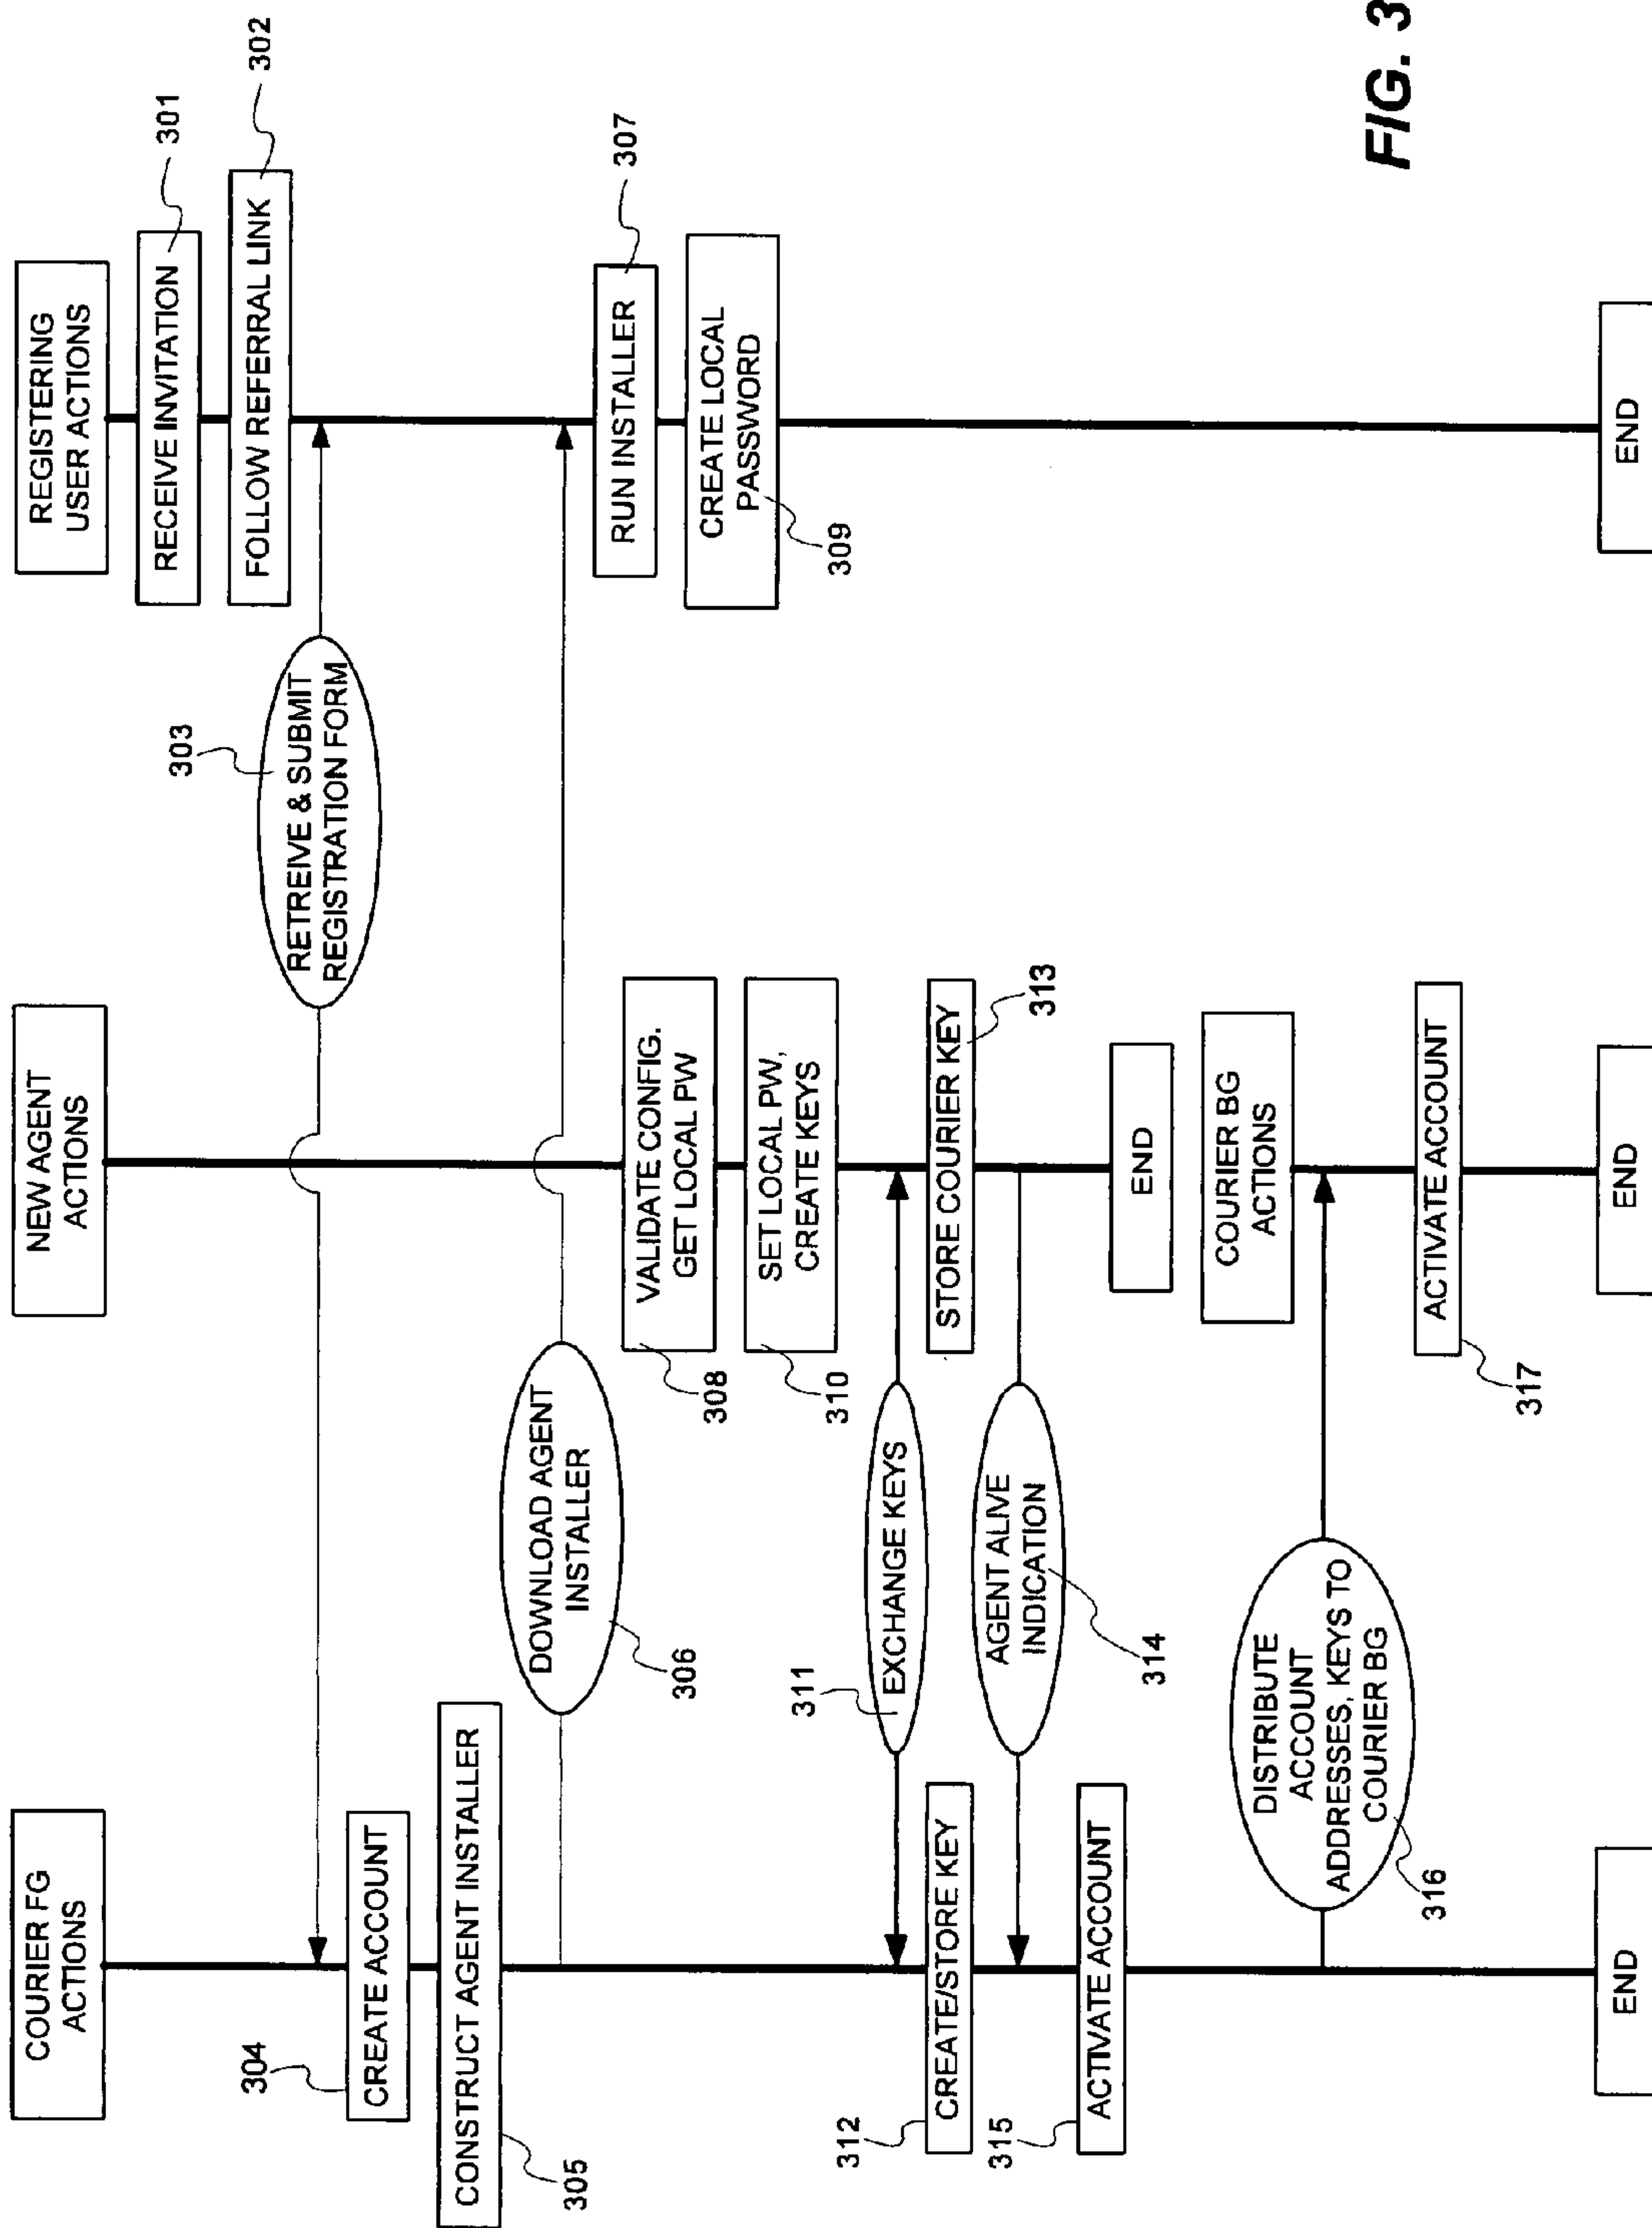 COURIER FG
ACTIONS
NEW AGENT
ACTIONS
REGISTERING
USER ACTIONS
RECEIVE INVITATION
301
FOLLOW REFERRAL LINK
302
303
RETREIVE & SUBMIT
REGISTRATION FORM
304
CREATE ACCOUNT
CONSTRUCT AGENT INSTALLER
305
DOWNLOAD AGENT
INSTALLER
306
RUN INSTALLER
307
VALIDATE CONFIG.
GET LOCAL PW
308
CREATE LOCAL
PASSWORD
309
SET LOCAL PW,
CREATE KEYS
310
311
EXCHANGE KEYS
312
CREATE/STORE KEY
STORE COURIER KEY
313
AGENT ALIVE
INDICATION
314
315
ACTIVATE ACCOUNT
END
COURIER BG
ACTIONS
DISTRIBUTE
ACCOUNT
ADDRESSES, KEYS TO
COURIER BG
316
ACTIVATE ACCOUNT
317
END
END
END
FIG. 3